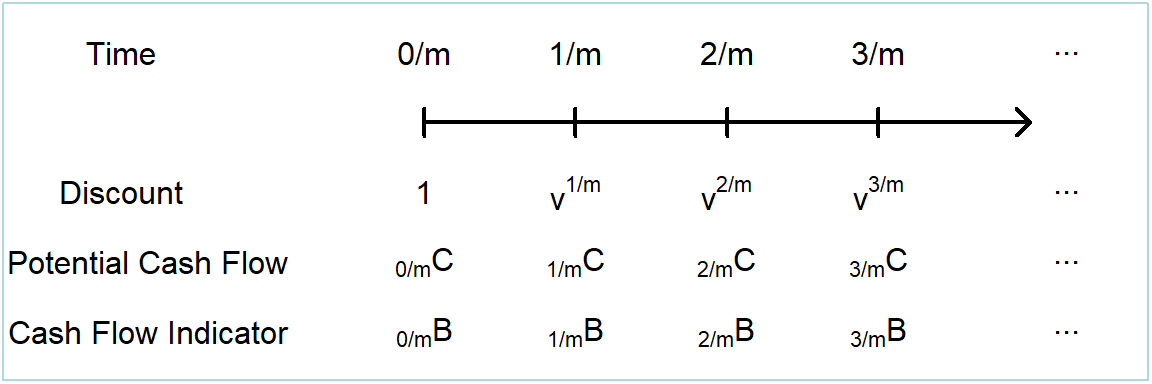 Time 0/m 1/m 2/m 3/m ...
Discount 1 v^1/m v^2/m v^3/m ...
Potential Cash Flow 0/mC 1/mC 2/mC 3/mC ...
Cash Flow Indicator 0/mB 1/mB 2/mB 3/mB ...